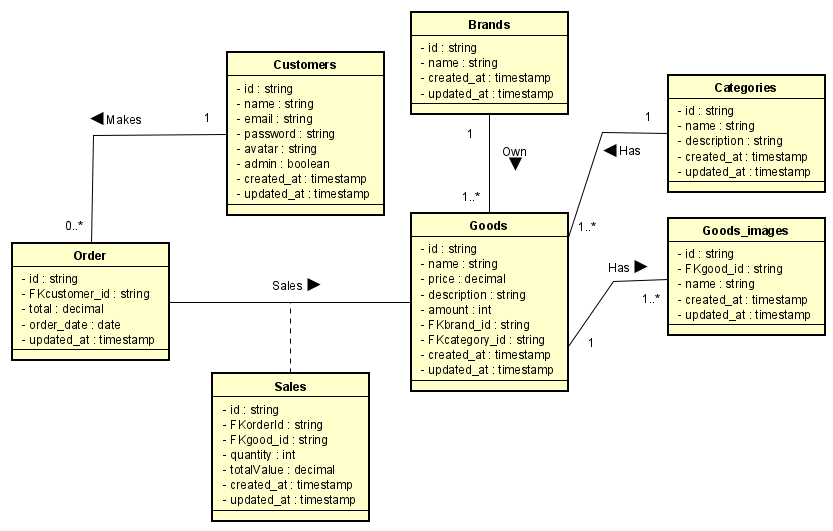 Brands
- id : string
- name : string
- created_at : timestamp
- updated_at : timestamp
Customers
- id : string
- name : string
- email : string
- password : string
- avatar : string
- admin : boolean
- created_at : timestamp
- updated_at : timestamp
Categories
- id : string
- name : string
- description : string
- created_at : timestamp
- updated_at : timestamp
Makes
1
1
1
Own
Has
0..*
1..*
1..*
Order
- id : string
- FKcustomer_id : string
- total : decimal
- order_date : date
- updated_at : timestamp
Sales
Goods
- id : string
- name : string
- price : decimal
- description : string
- amount : int
- FKbrand_id : string
- FKcategory_id : string
- created_at : timestamp
- updated_at : timestamp
Has
1..*
1
Goods_images
- id : string
- FKgood_id : string
- name : string
- created_at : timestamp
- updated_at : timestamp
Sales
- id : string
- FKorderId : string
- FKgood_id : string
- quantity : int
- totalValue : decimal
- created_at : timestamp
- updated_at : timestamp